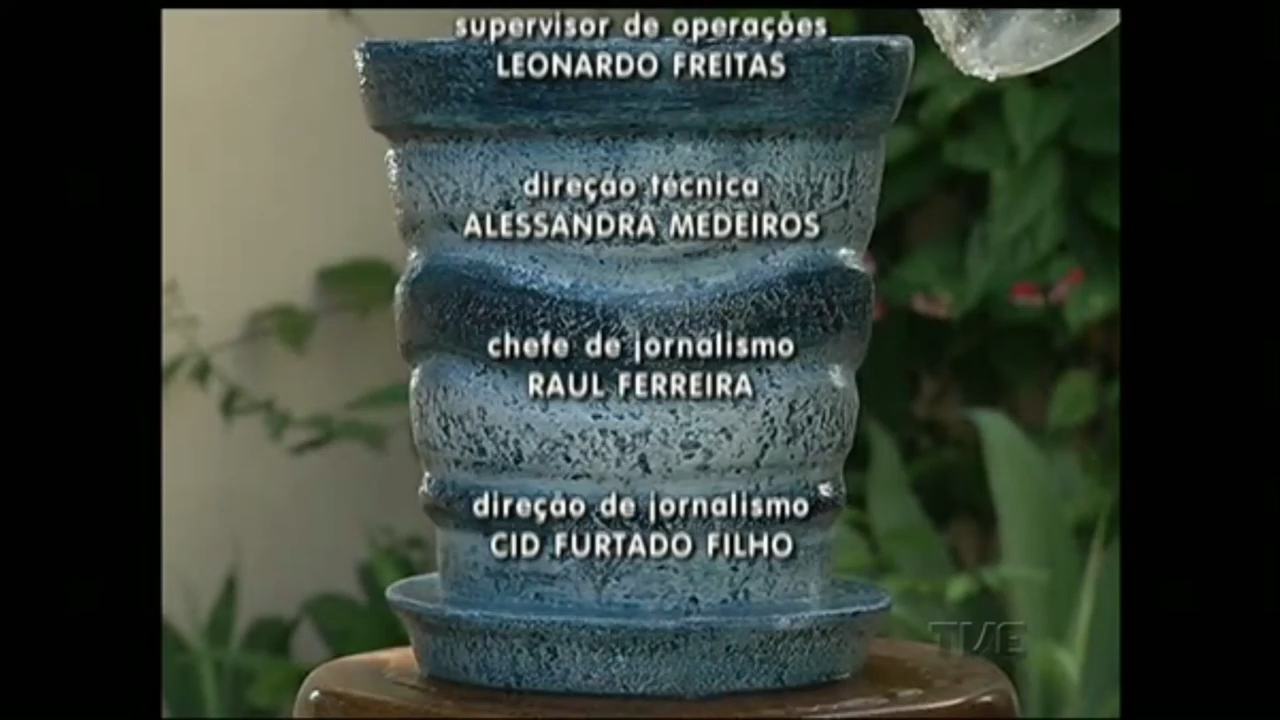 supervisor de operações
LEONARDO FREITAS
direção técnica
ALESSANDRA MEDEIROS
chefe de jornalismo
RAUL FERREIRA
direção de jornalismo
CID FURTADO FILHO
TVE